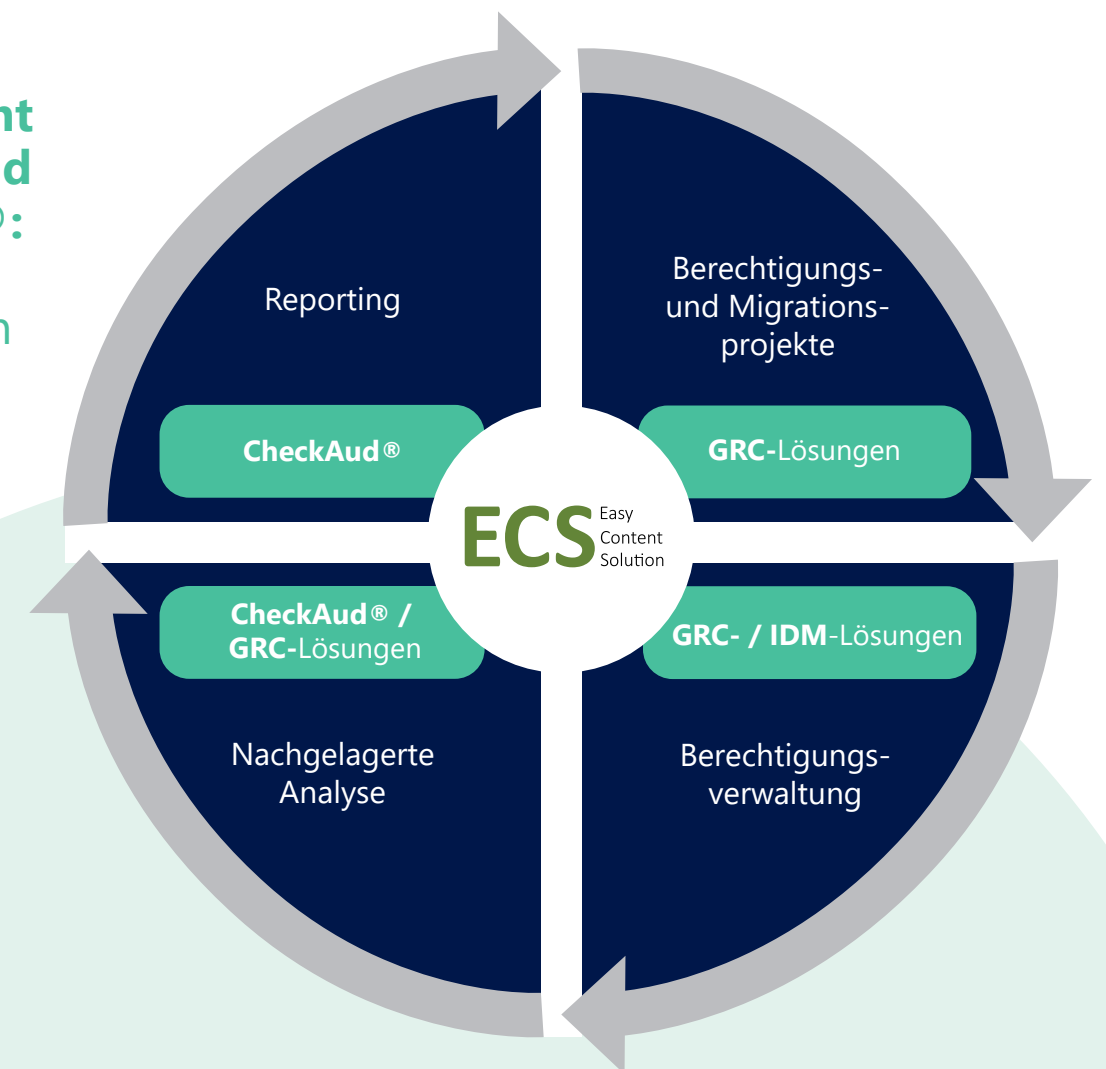 Reporting
CheckAud®
Berechtigungs-
und Migrations-
projekte
GRC-Lösungen
ECS
Easy
Content
Solution
CheckAud® /
GRC-Lösungen
Nachgelagerte
Analyse
GRC- / IDM-Lösungen
Berechtigungs-
verwaltung